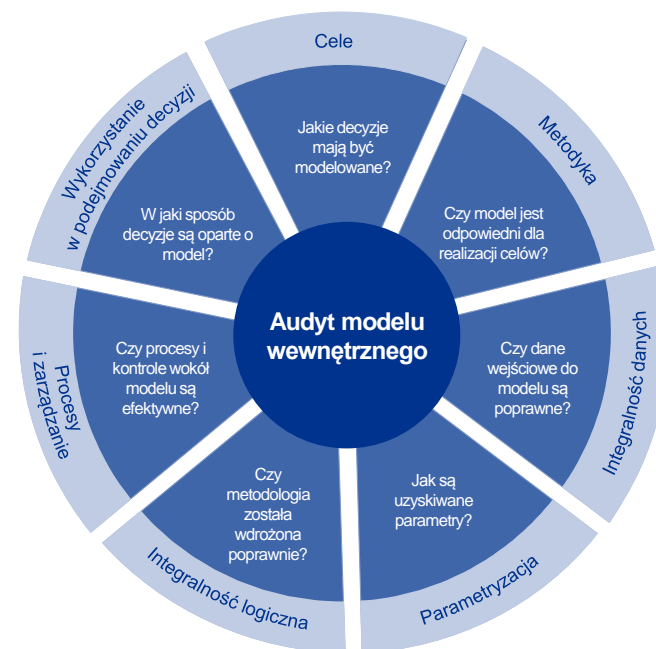 Cele
Jakie decyzje
mają być
modelowane?
Metodyka
Czy model jest
odpowiedni dla
realizacji celów?
Integralność danych
Czy dane
wejściowe do
modelu są
poprawne?
Parametryzacja
Jak są
uzyskiwane
parametry?
Integralność logiczna
Czy
metodologia
została
wdrożona
poprawnie?
Procesy
i zarządzanie
Czy procesy i
kontrole wokół
modelu są
efektywne?
Wykorzystanie
w podejmowaniu decyzji
W jaki sposób
decyzje są oparte o
model?
Audyt modelu
wewnętrznego